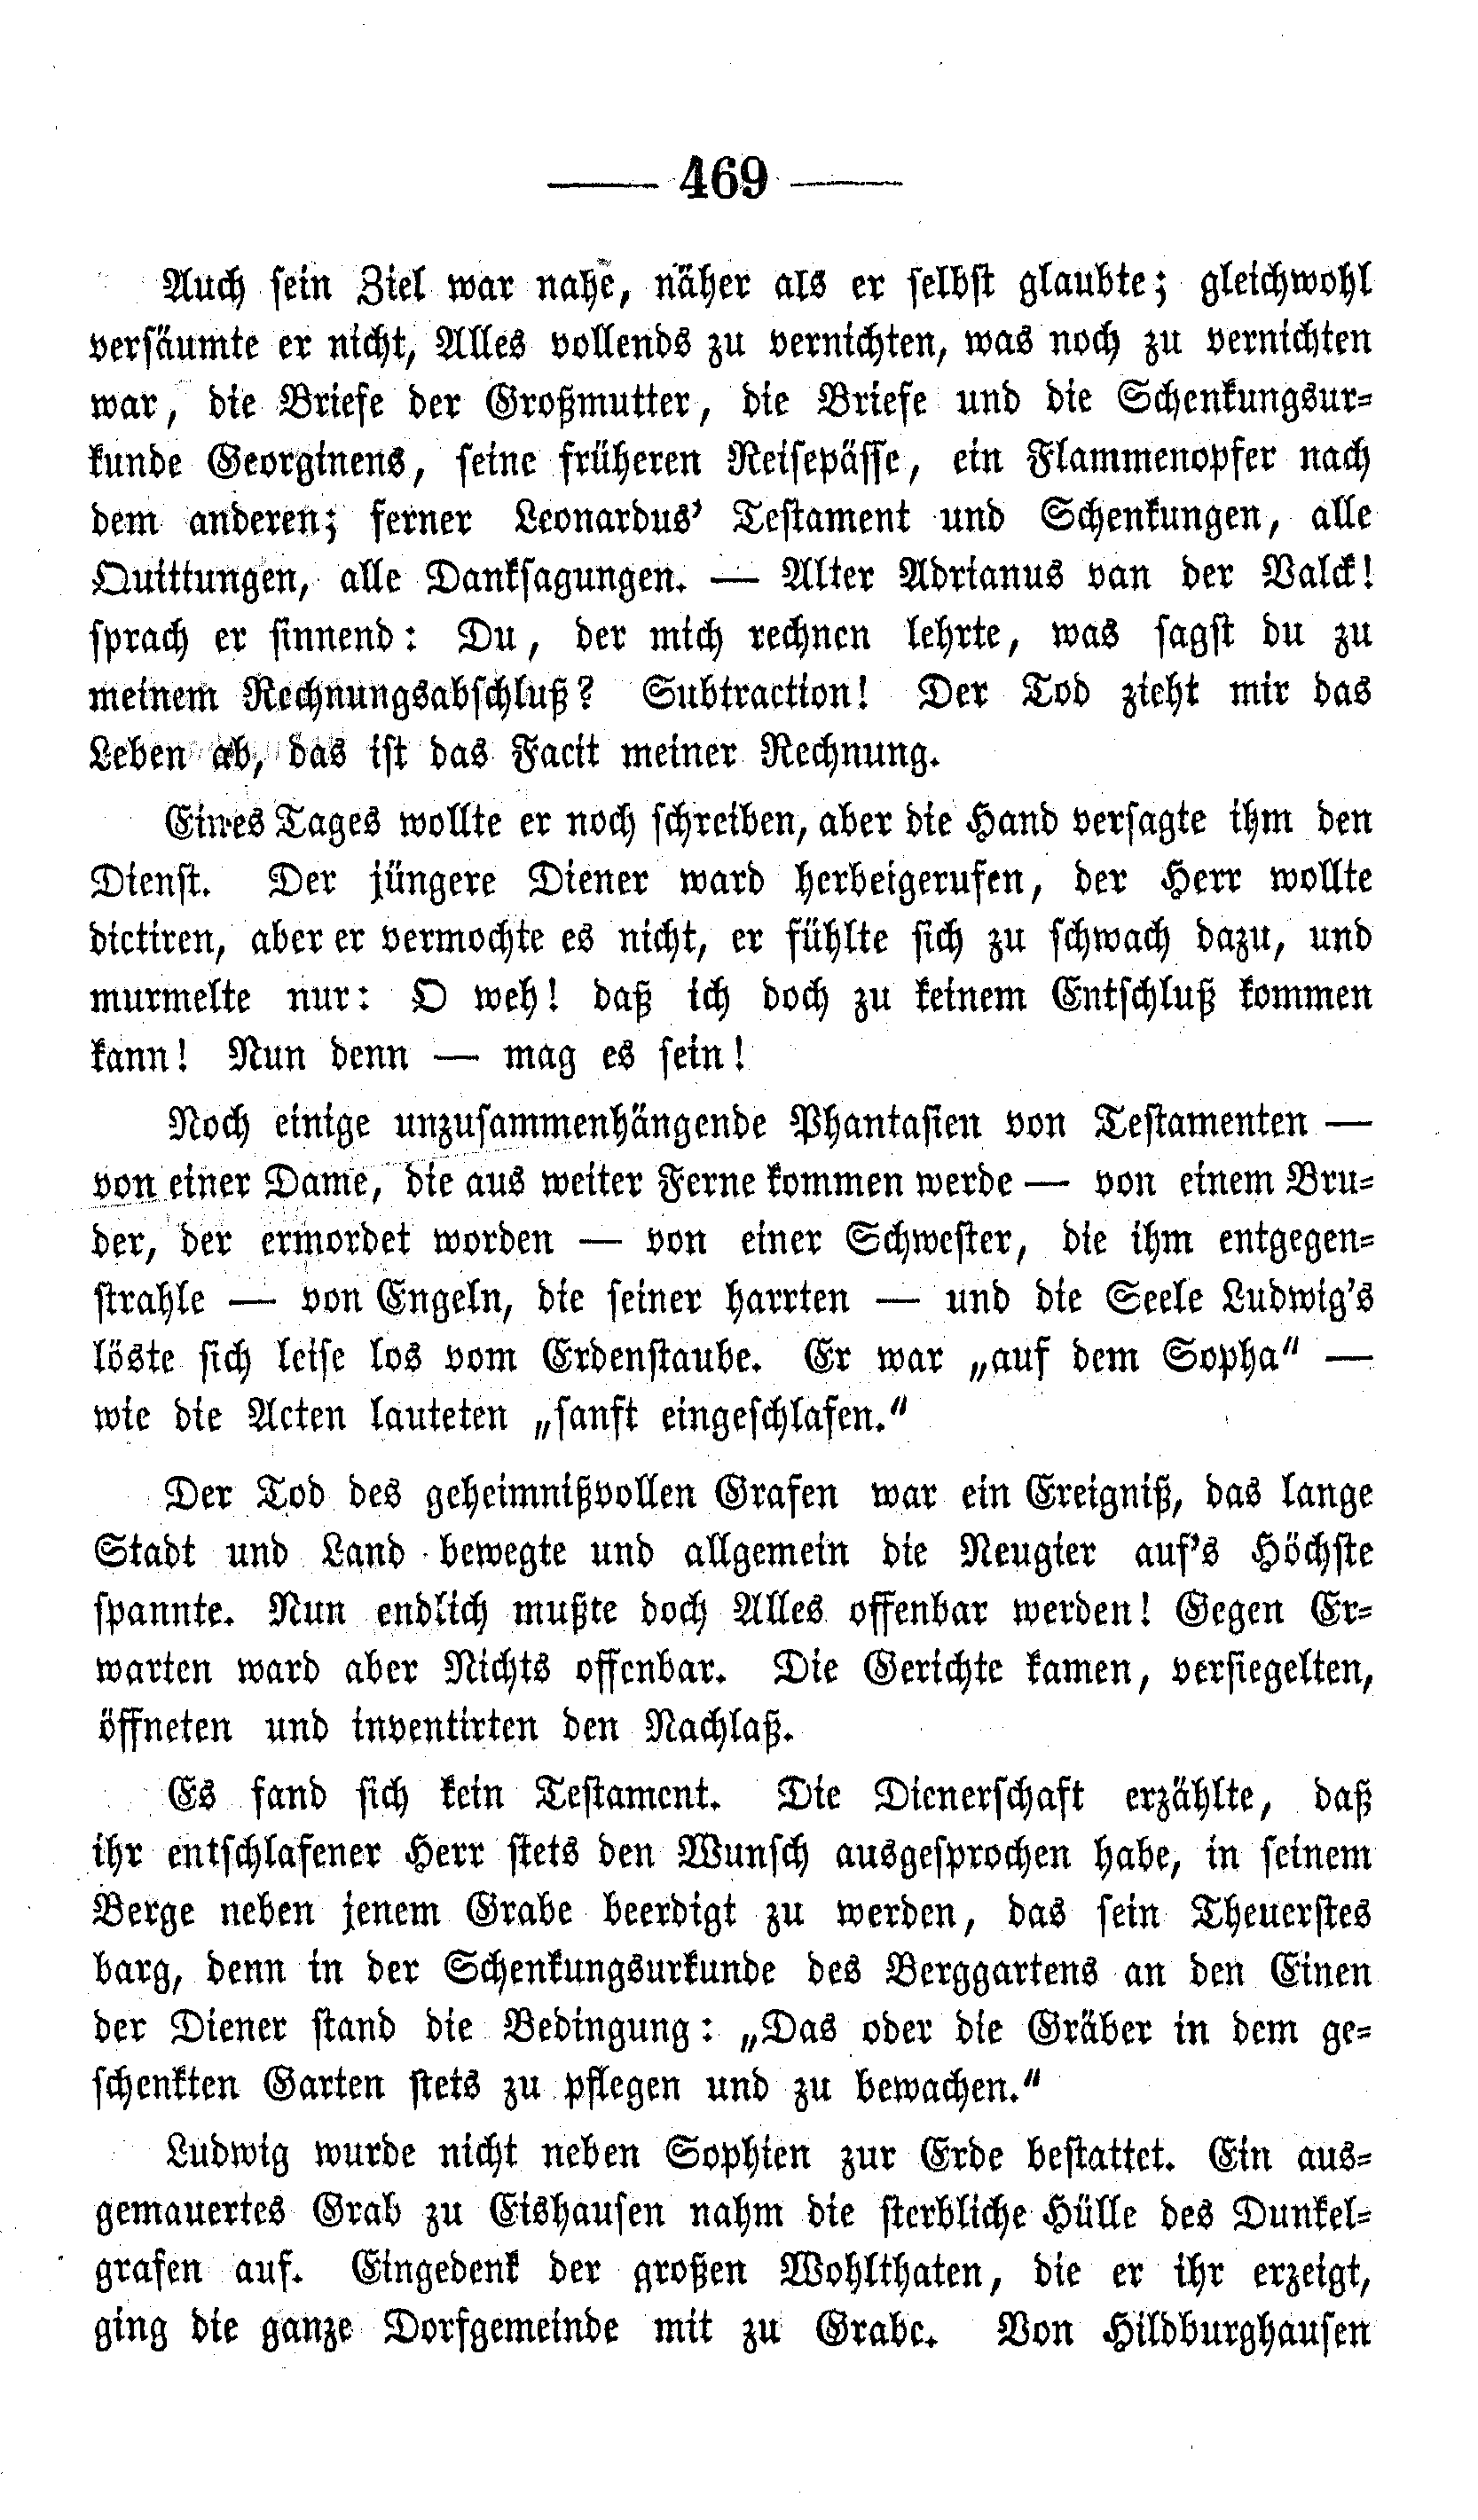 — 469 —
Auch sein Ziel war nahe, näher als er selbst glaubte; gleichwohl
versäumte er nicht, Alles vollends zu vernichten, was noch zu vernichten
war, die Briefe der Großmutter, die Briefe und die Schenkungsur-
kunde Georginens, seine früheren Reisepässe, ein Flammenopfer nach
dem anderen; ferner Leonardus’ Testament und Schenkungen, alle
Quittungen, alle Danksagungen. — Alter Adrianus van der Valck!
sprach er sinnend: Du, der mich rechnen lehrte, was sagst du zu
meinem Rechnungsabschluß? Subtraction! Der Tod zieht mir das
Leben ab, das ist das Facit meiner Rechnung.
Eines Tages wollte er noch schreiben, aber die Hand versagte ihm den
Dienst. Der jüngere Diener ward herbeigerufen, der Herr wollte
dictiren, aber er vermochte es nicht, er fühlte sich zu schwach dazu, und
murmelte nur: O weh! daß ich doch zu keinem Entschluß kommen
kann! Nun denn — mag es sein!
Noch einige unzusammenhängende Phantasien von Testamenten —
von einer Dame, die aus weiter Ferne kommen werde — von einem Bru-
der, der ermordet worden — von einer Schwester, die ihm entgegen-
strahle — von Engeln, die seiner harrten — und die Seele Ludwig’s
löste sich leise los vom Erdenstaube. Er war „auf dem Sopha“ —
wie die Acten lauteten „sanft eingeschlafen.“
Der Tod des geheimnißvollen Grafen war ein Ereigniß, das lange
Stadt und Land bewegte und allgemein die Neugier auf’s Höchste
spannte. Nun endlich mußte doch Alles offenbar werden! Gegen Er-
warten ward aber Nichts offenbar. Die Gerichte kamen, versiegelten,
öffneten und inventirten den Nachlaß.
Es fand sich kein Testament. Die Dienerschaft erzählte, daß
ihr entschlafener Herr stets den Wunsch ausgesprochen habe, in seinem
Berge neben jenem Grabe beerdigt zu werden, das sein Theuerstes
barg, denn in der Schenkungsurkunde des Berggartens an den Einen
der Diener stand die Bedingung: „Das oder die Gräber in dem ge-
schenkten Garten stets zu pflegen und zu bewachen.“
Ludwig wurde nicht neben Sophien zur Erde bestattet. Ein aus-
gemauertes Grab zu Eishausen nahm die sterbliche Hülle des Dunkel-
grafen auf. Eingedenk der großen Wohlthaten, die er ihr erzeigt,
ging die ganze Dorfgemeinde mit zu Grabe. Von Hildburghausen